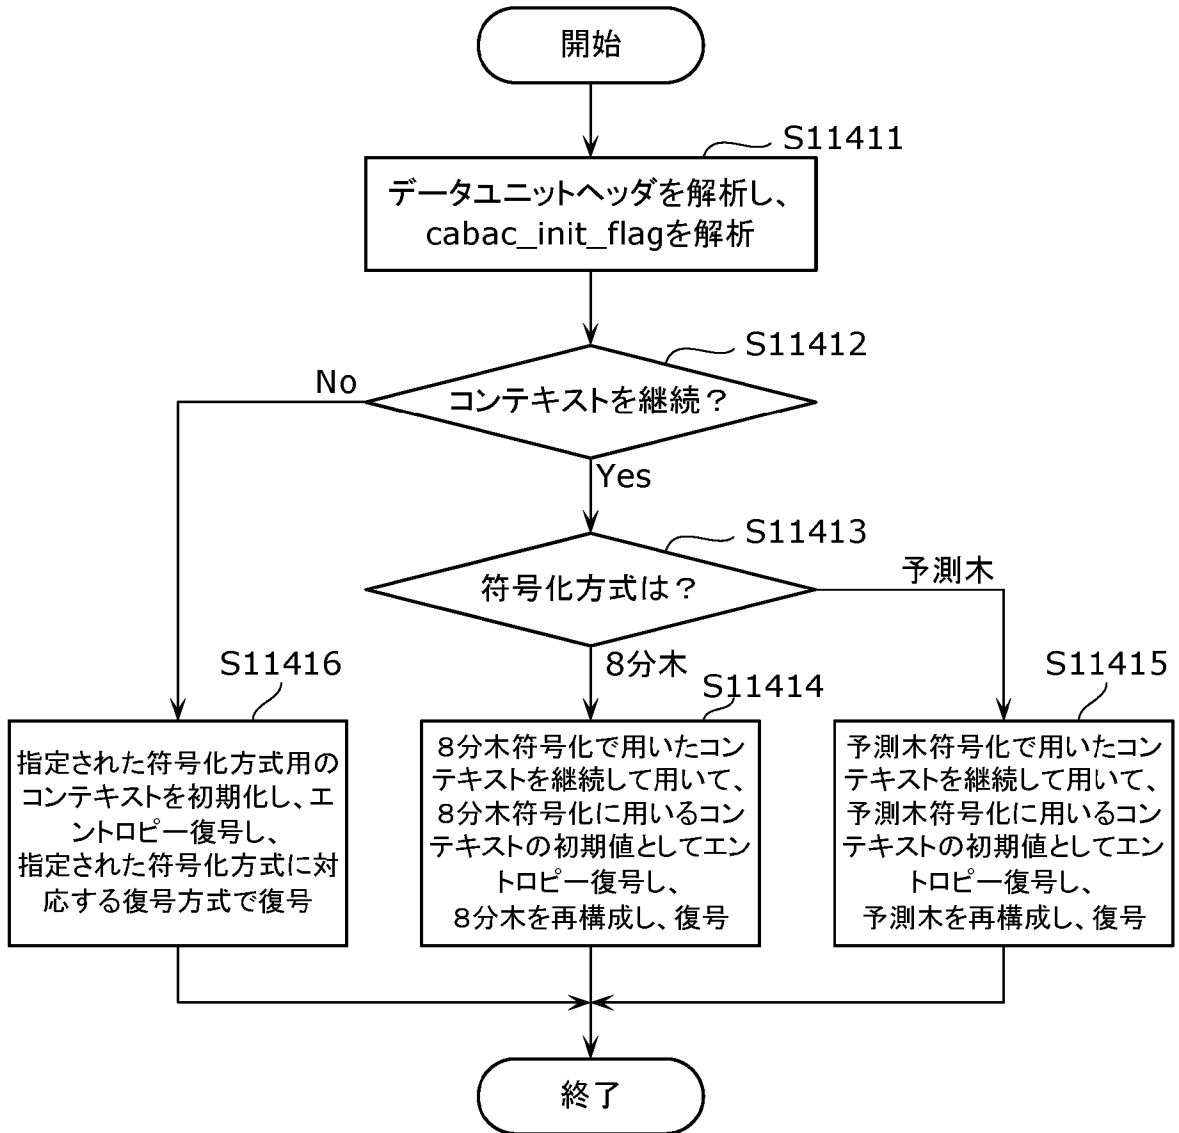 開始
S11411
データユニットヘッダを解析し、
cabac_init_flagを解析
S11412
No
コンテキストを継続？
Yes
S11413
予測木
符号化方式は？
8分木
S11416
指定された符号化方式用の
コンテキストを初期化し、エ
ントロピー復号し、
指定された符号化方式に対
応する復号方式で復号
S11414
８分木符号化で用いたコン
テキストを継続して用いて、
８分木符号化に用いるコン
テキストの初期値としてエン
トロピー復号し、
８分木を再構成し、復号
S11415
予測木符号化で用いたコン
テキストを継続して用いて、
予測木符号化に用いるコン
テキストの初期値としてエン
トロピー復号し、
予測木を再構成し、復号
終了